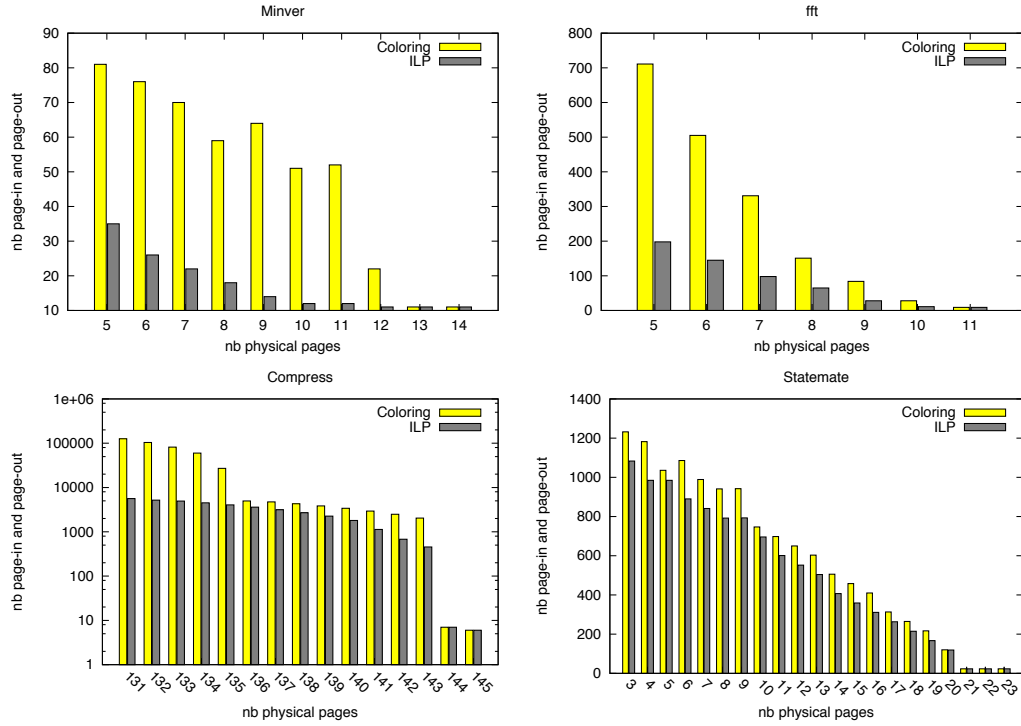 Minver
nb page-in and page-out
90
80
70
60
50
40
30
20
10
Coloring
ILP
5 6 7 8 9 10 11 12 13 14
nb physical pages
fft
nb page-in and page-out
800
700
600
500
400
300
200
100
0
Coloring
ILP
5 6 7 8 9 10 11
nb physical pages
Compress
nb page-in and page-out
1e+06
100000
10000
1000
100
10
1
Coloring
ILP
131 132 133 134 135 136 137 138 139 140 141 142 143 144 145
nb physical pages
Statemate
nb page-in and page-out
1400
1200
1000
800
600
400
200
0
Coloring
ILP
3 4 5 6 7 8 9 10 11 12 13 14 15 16 17 18 19 20 21 22 23
nb physical pages